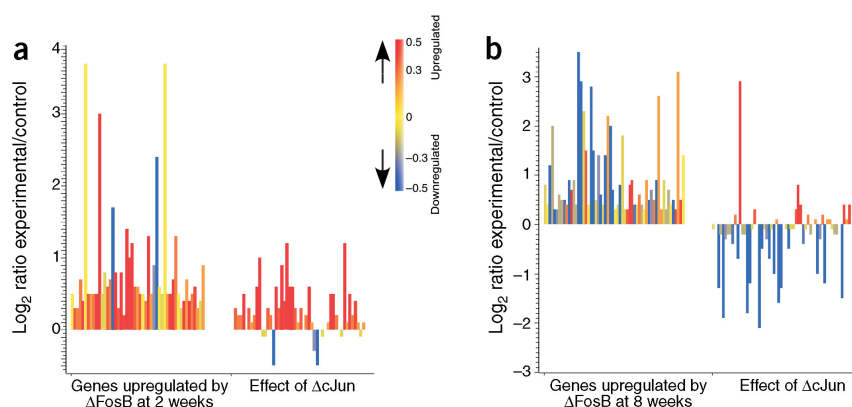 a
Log2 ratio experimental/control
4
3
2
1
0
Genes upregulated by
ΔFosB at 2 weeks
Effect of ΔcJun
0.5
0.3
0
−0.3
−0.5
Upregulated
Downregulated
b
Log2 ratio experimental/control
3
2
1
0
−1
−2
−3
Genes upregulated by
ΔFosB at 8 weeks
Effect of ΔcJun